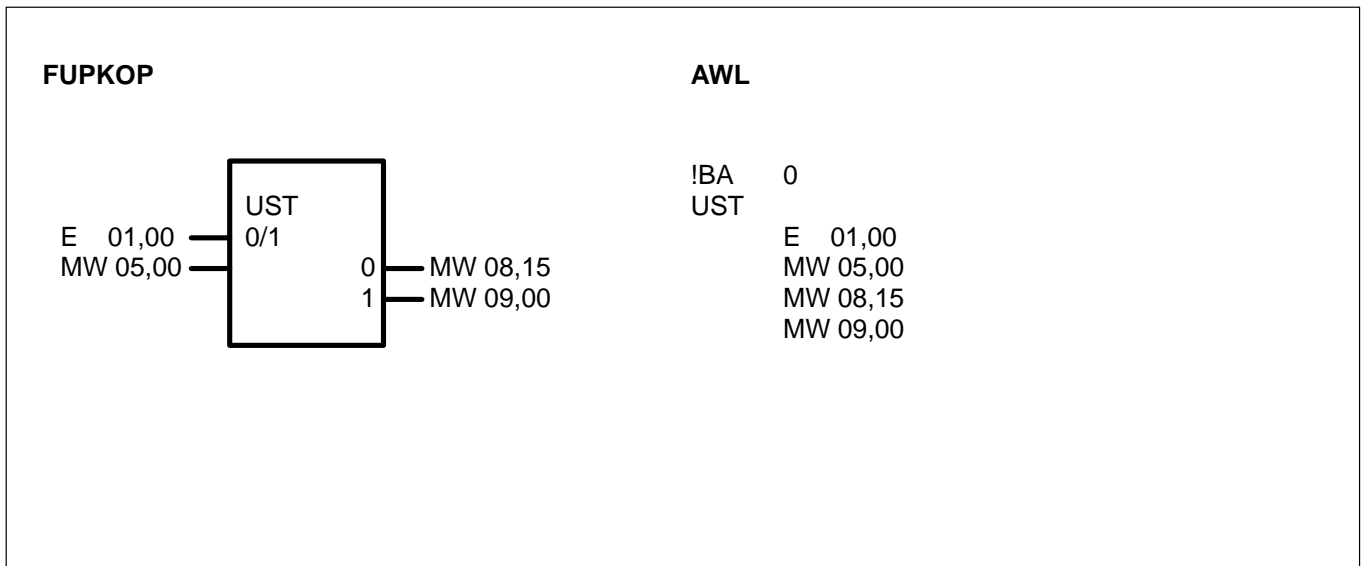 FUPKOP
UST
E 01,00 0/1
MW 05,00 0 MW 08,15
1 MW 09,00
AWL
!BA 0
UST
E 01,00
MW 05,00
MW 08,15
MW 09,00